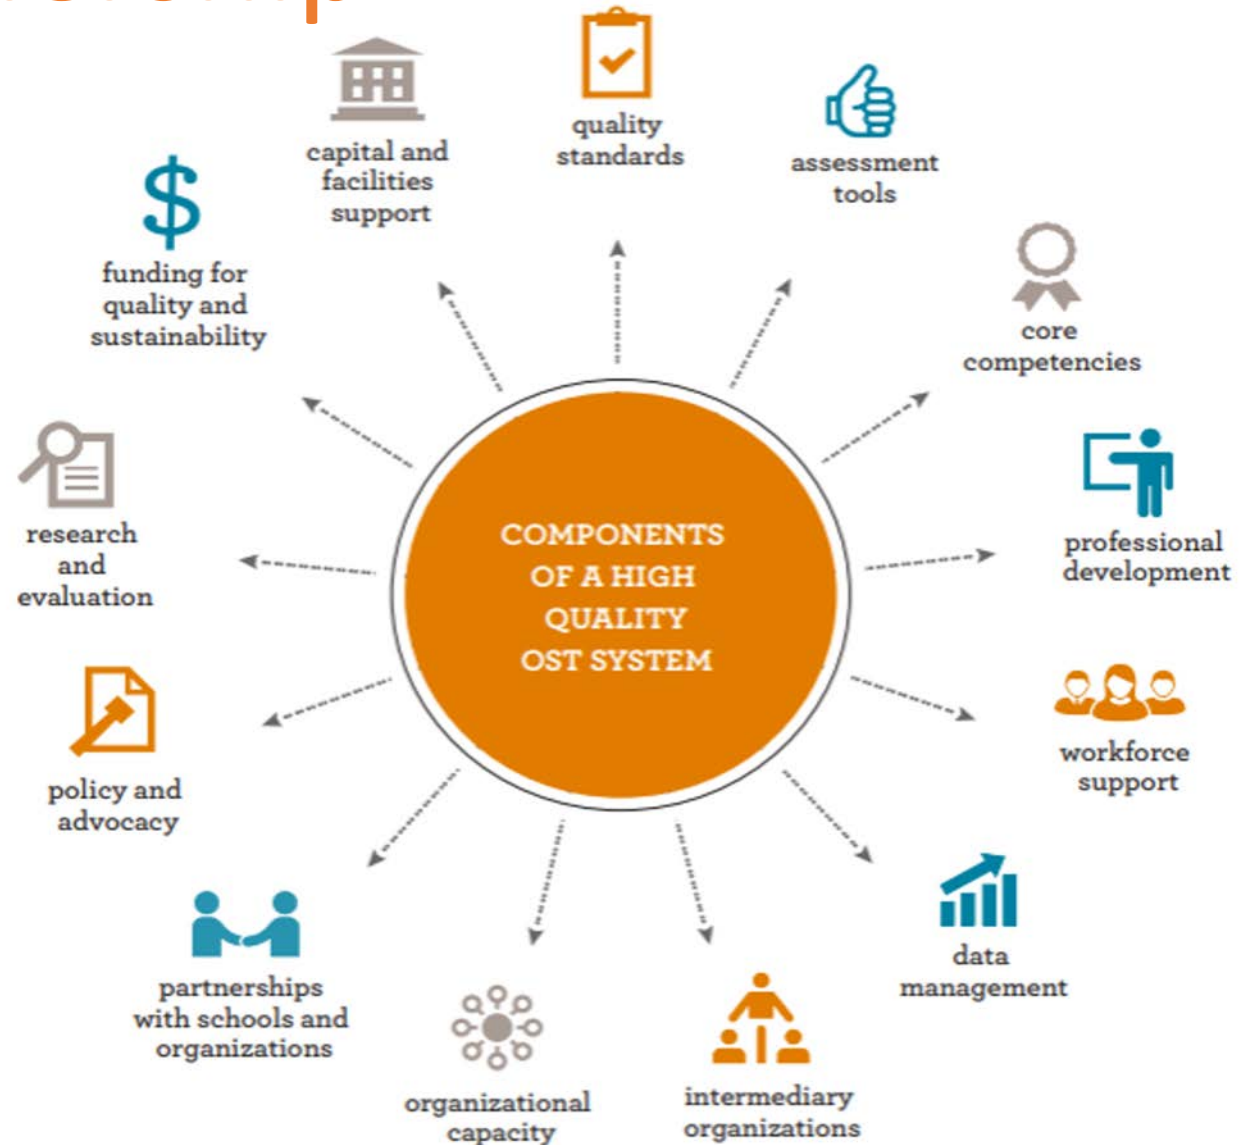 quality
standards
assessment
tools
core
competencies
professional
development
workforce
support
data
management
intermediary
organizations
organizational
capacity
partnerships
with schools and
organizations
policy and
advocacy
research
and
evaluation
$
funding for
quality and
sustainability
capital and
facilities
support
COMPONENTS
OF A HIGH
QUALITY
OST SYSTEM